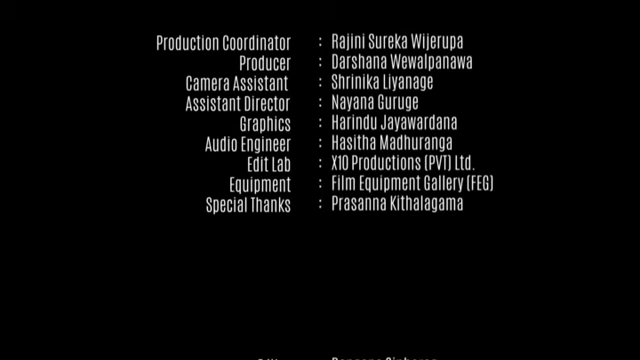 Production Coordinator : Rajini Sureka Wijerupa
Producer : Darshana Wewalpanawa
Camera Assistant : Shrinika Liyanage
Assistant Director : Nayana Guruge
Graphics : Harindu Jayawardana
Audio Engineer : Hasitha Madhuranga
Edit Lab : X10 Productions (PVT) Ltd.
Equipment : Film Equipment Gallery (FEG)
Special Thanks : Prasanna Kithalagama